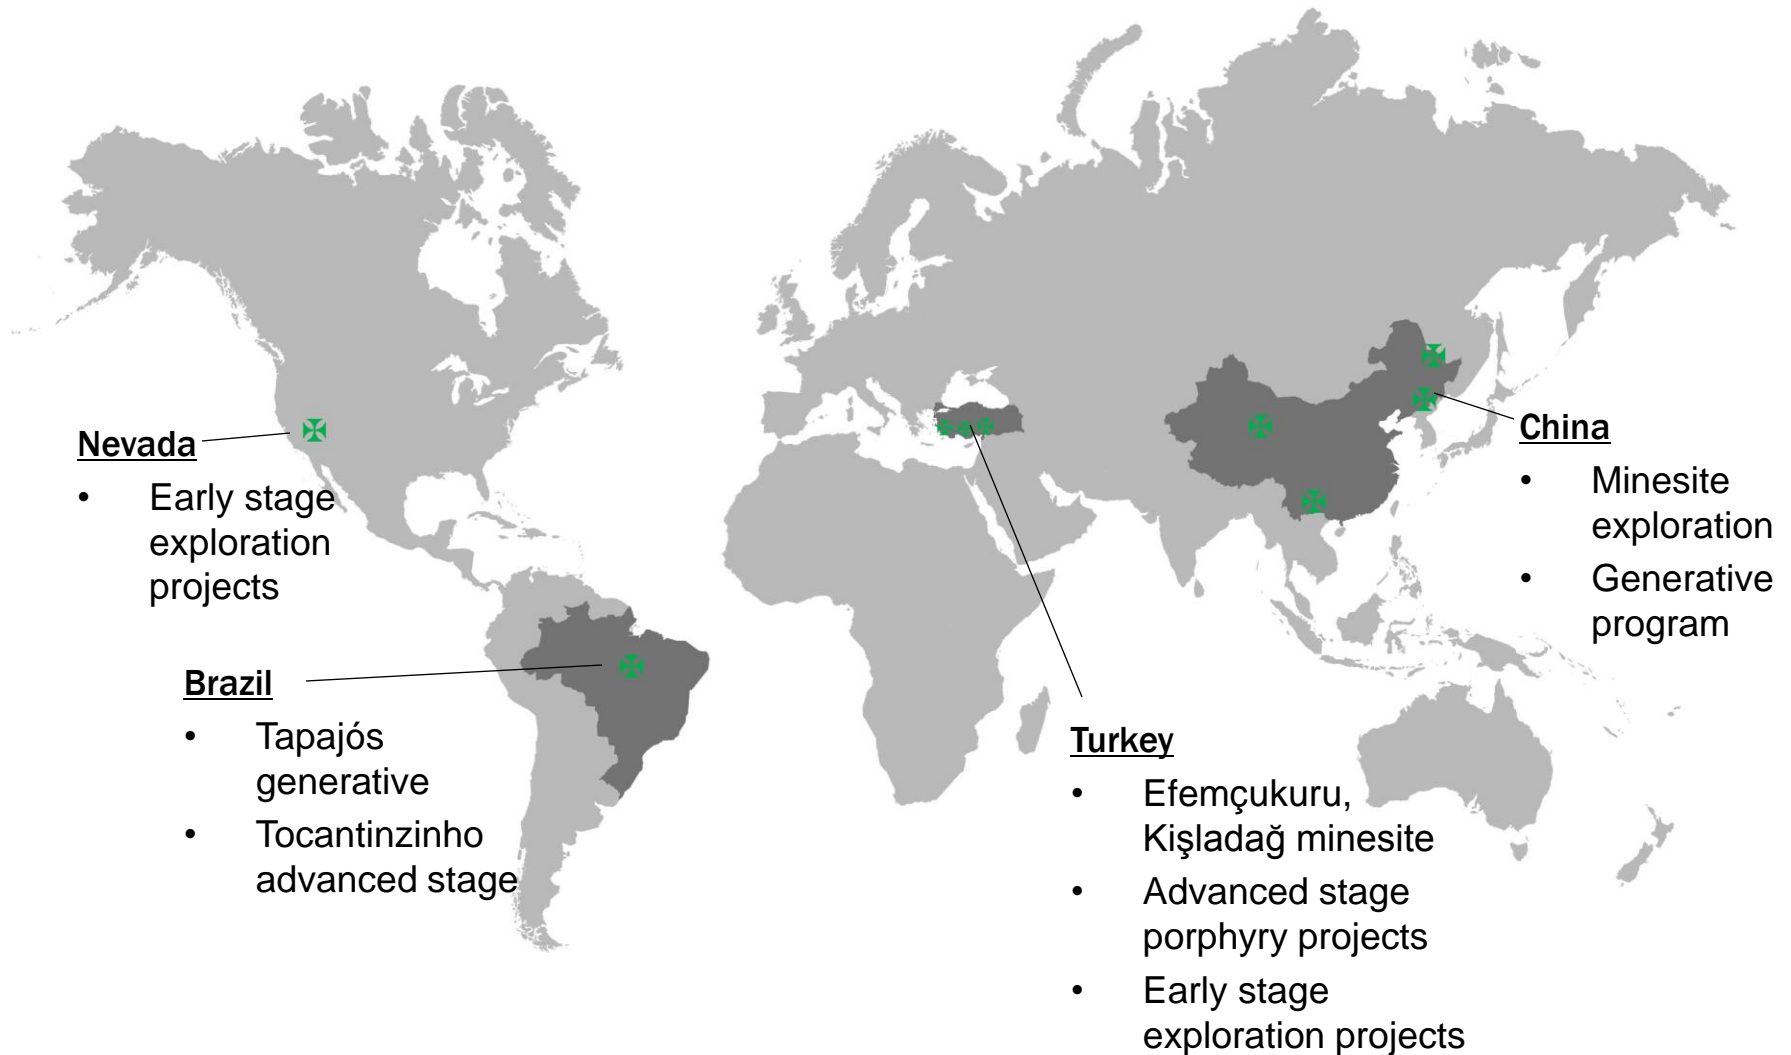 Nevada
• Early stage
exploration
projects
Brazil
• Tapajós
generative
• Tocantinzinho
advanced stage
Turkey
• Efemçukuru,
Kişladağ minesite
• Advanced stage
porphyry projects
• Early stage
exploration projects
China
• Minesite
exploration
• Generative
program